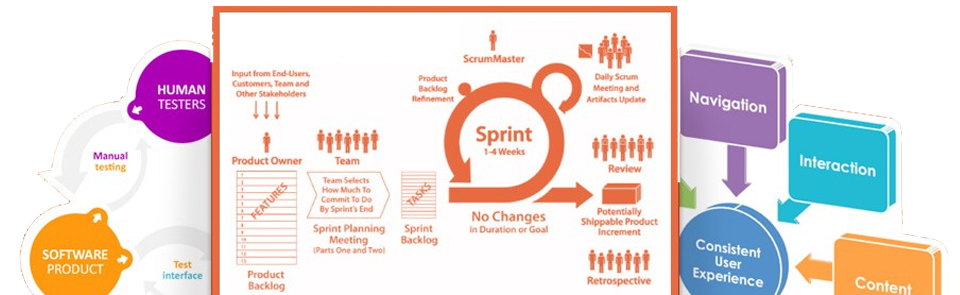 HUMAN
TESTERS
Manual
testing
SOFTWARE
PRODUCT
Test
interface
Input from End-Users,
Customers, Team and
Other Stakeholders
Product Owner
1
2
3
4
5
6
7
8
9
10
11
12
13
FEATURES
Product
Backlog
Team
Team Selects
How Much To
Commit To Do
By Sprint's End
Sprint Planning
Meeting
(Parts One and Two)
TASKS
Sprint
Backlog
ScrumMaster
Product
Backlog
Refinement
Sprint
1-4 Weeks
No Changes
in Duration or Goal
Daily Scrum
Meeting and
Artifacts Update
Review
Potentially
Shippable Product
Increment
Retrospective
Navigation
Interaction
Consistent
User
Experience
Content